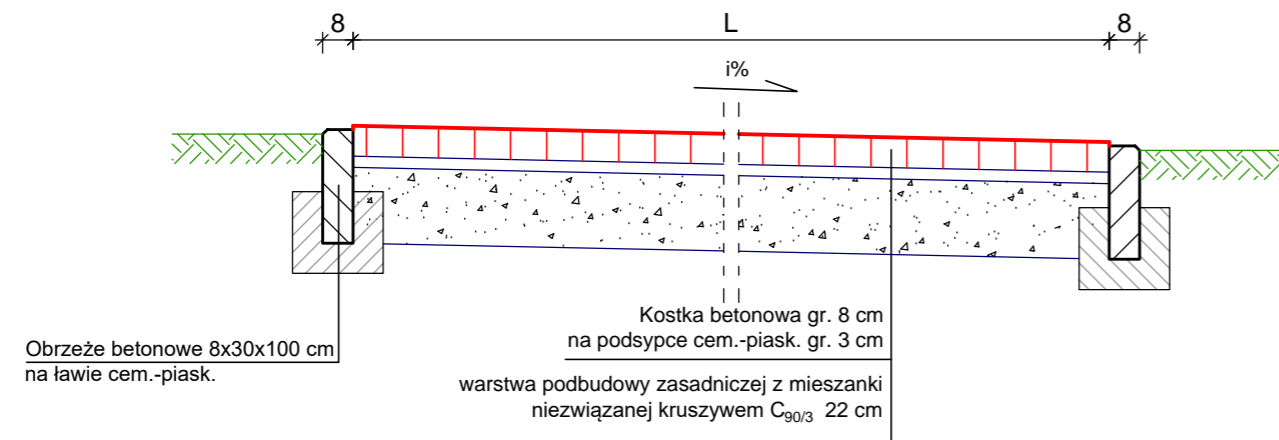 8 L 8
i%
Kostka betonowa gr. 8 cm
na podsypce cem.-piask. gr. 3 cm
Obrzeże betonowe 8x30x100 cm
na ławie cem.-piask.
warstwa podbudowy zasadniczej z mieszanki
niezwiązanej kruszywem C90/3 22 cm